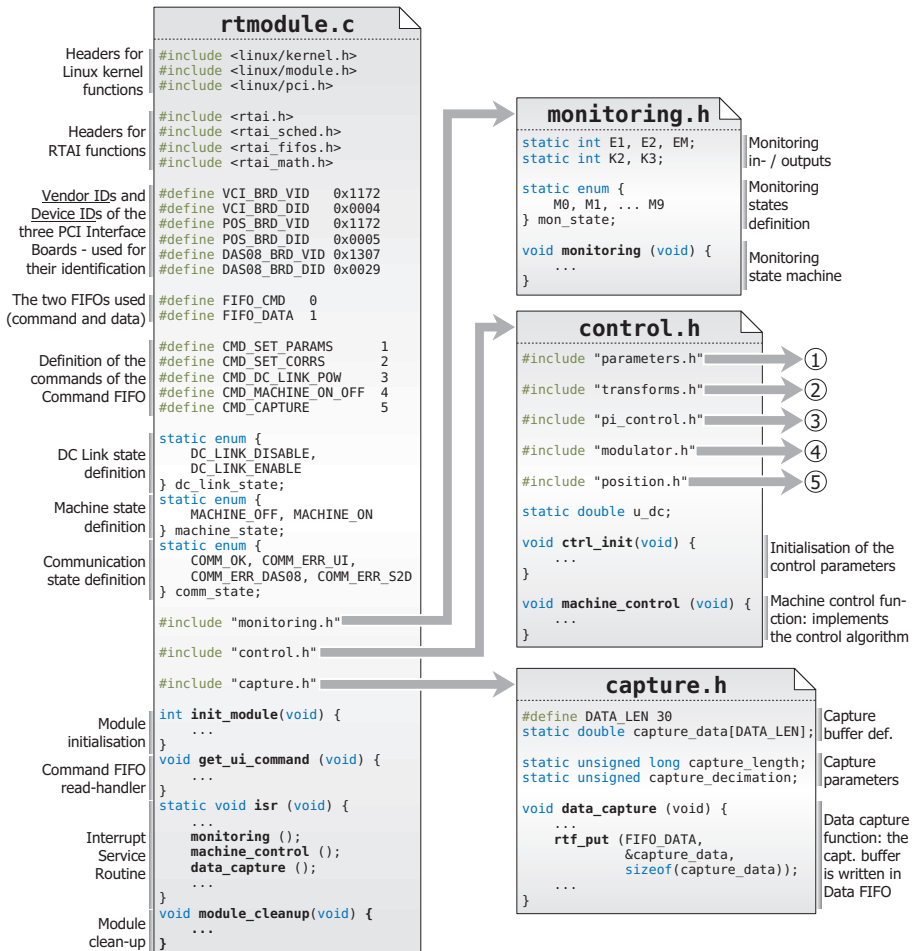 rtmodule.c
Headers for
Linux kernel
functions
#include <linux/kernel.h>
#include <linux/module.h>
#include <linux/pci.h>
Headers for
RTAI functions
#include <rtai.h>
#include <rtai_sched.h>
#include <rtai_fifos.h>
#include <rtai_math.h>
Vendor IDs and
Device IDs of the
three PCI Interface
Boards - used for
their identification
#define VCI_BRD_VID 0x1172
#define VCI_BRD_DID 0x0004
#define POS_BRD_VID 0x1172
#define POS_BRD_DID 0x0005
#define DAS08_BRD_VID 0x1307
#define DAS08_BRD_DID 0x0029
The two FIFOs used
(command and data)
#define FIFO_CMD 0
#define FIFO_DATA 1
Definition of the
commands of the
Command FIFO
#define CMD_SET_PARAMS 1
#define CMD_SET_CORRS 2
#define CMD_DC_LINK_POW 3
#define CMD_MACHINE_ON_OFF 4
#define CMD_CAPTURE 5
DC Link state
definition
static enum {
DC_LINK_DISABLE,
DC_LINK_ENABLE
} dc_link_state;
Machine state
definition
static enum {
MACHINE_OFF, MACHINE_ON
} machine_state;
Communication
state definition
static enum {
COMM_OK, COMM_ERR_UI,
COMM_ERR_DAS08, COMM_ERR_S2D
} comm_state;
#include "monitoring.h"
#include "control.h"
#include "capture.h"
Module
initialisation
int init_module(void) {
...
}
Command FIFO
read-handler
void get_ui_command (void) {
...
}
Interrupt
Service
Routine
static void isr (void) {
...
monitoring ();
machine_control ();
data_capture ();
...
}
Module
clean-up
void module_cleanup(void) {
...
}
monitoring.h
static int E1, E2, EM;
static int K2, K3;
Monitoring
in- / outputs
static enum {
M0, M1, ... M9
} mon_state;
Monitoring
states
definition
void monitoring (void) {
...
}
Monitoring
state machine
control.h
#include "parameters.h"
①
#include "transforms.h"
②
#include "pi_control.h"
③
#include "modulator.h"
④
#include "position.h"
⑤
static double u_dc;
void ctrl_init(void) {
...
}
Initialisation of the
control parameters
void machine_control (void) {
...
}
Machine control fun-
ction: implements
the control algorithm
capture.h
#define DATA_LEN 30
static double capture_data[DATA_LEN];
Capture
buffer def.
static unsigned long capture_length;
static unsigned capture_decimation;
Capture
parameters
void data_capture (void) {
...
rtf_put (FIFO_DATA,
&capture_data,
sizeof(capture_data));
...
}
Data capture
function: the
capt. buffer
is written in
Data FIFO